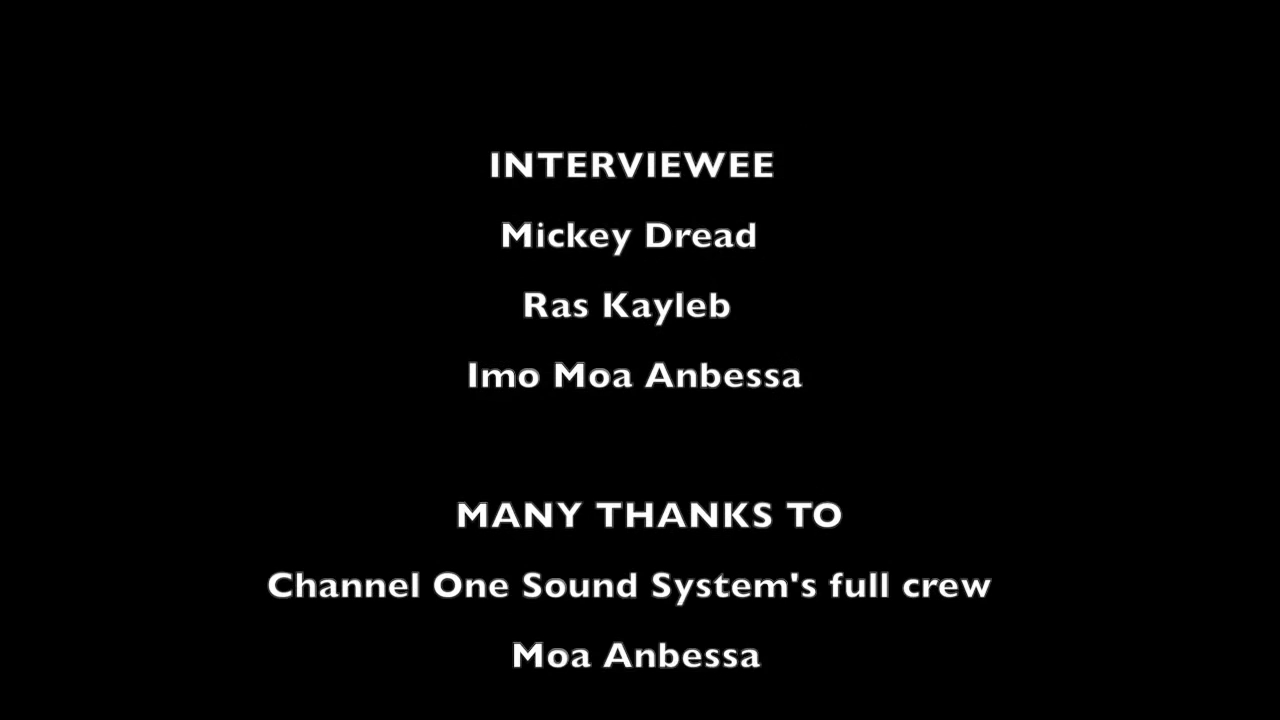 INTERVIEWEE
Mickey Dread
Ras Kayleb
Imo Moa Anbessa
MANY THANKS TO
Channel One Sound System's full crew
Moa Anbessa